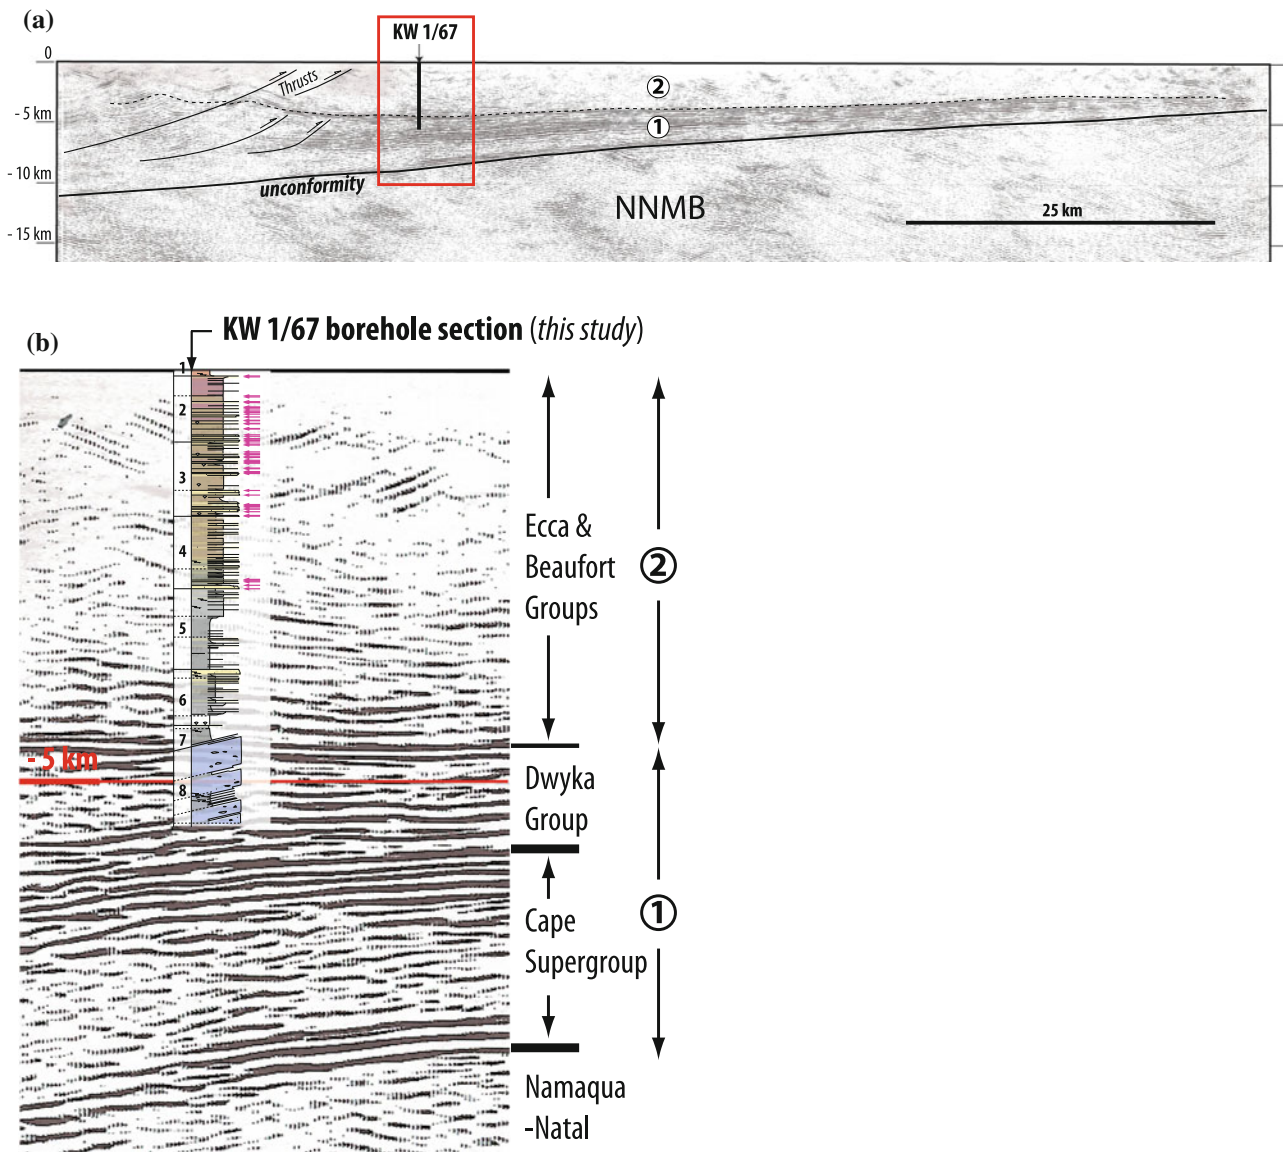 (a)
KW 1/67
0
- 5 km
- 10 km
- 15 km
Thrusts
2
1
unconformity
NNMB
25 km
(b)
KW 1/67 borehole section (this study)
1
2
3
4
5
6
7
8
- 5 km
Ecca &
Beaufort
Groups
2
Dwyka
Group
Cape
Supergroup
1
Namaqua
-Natal